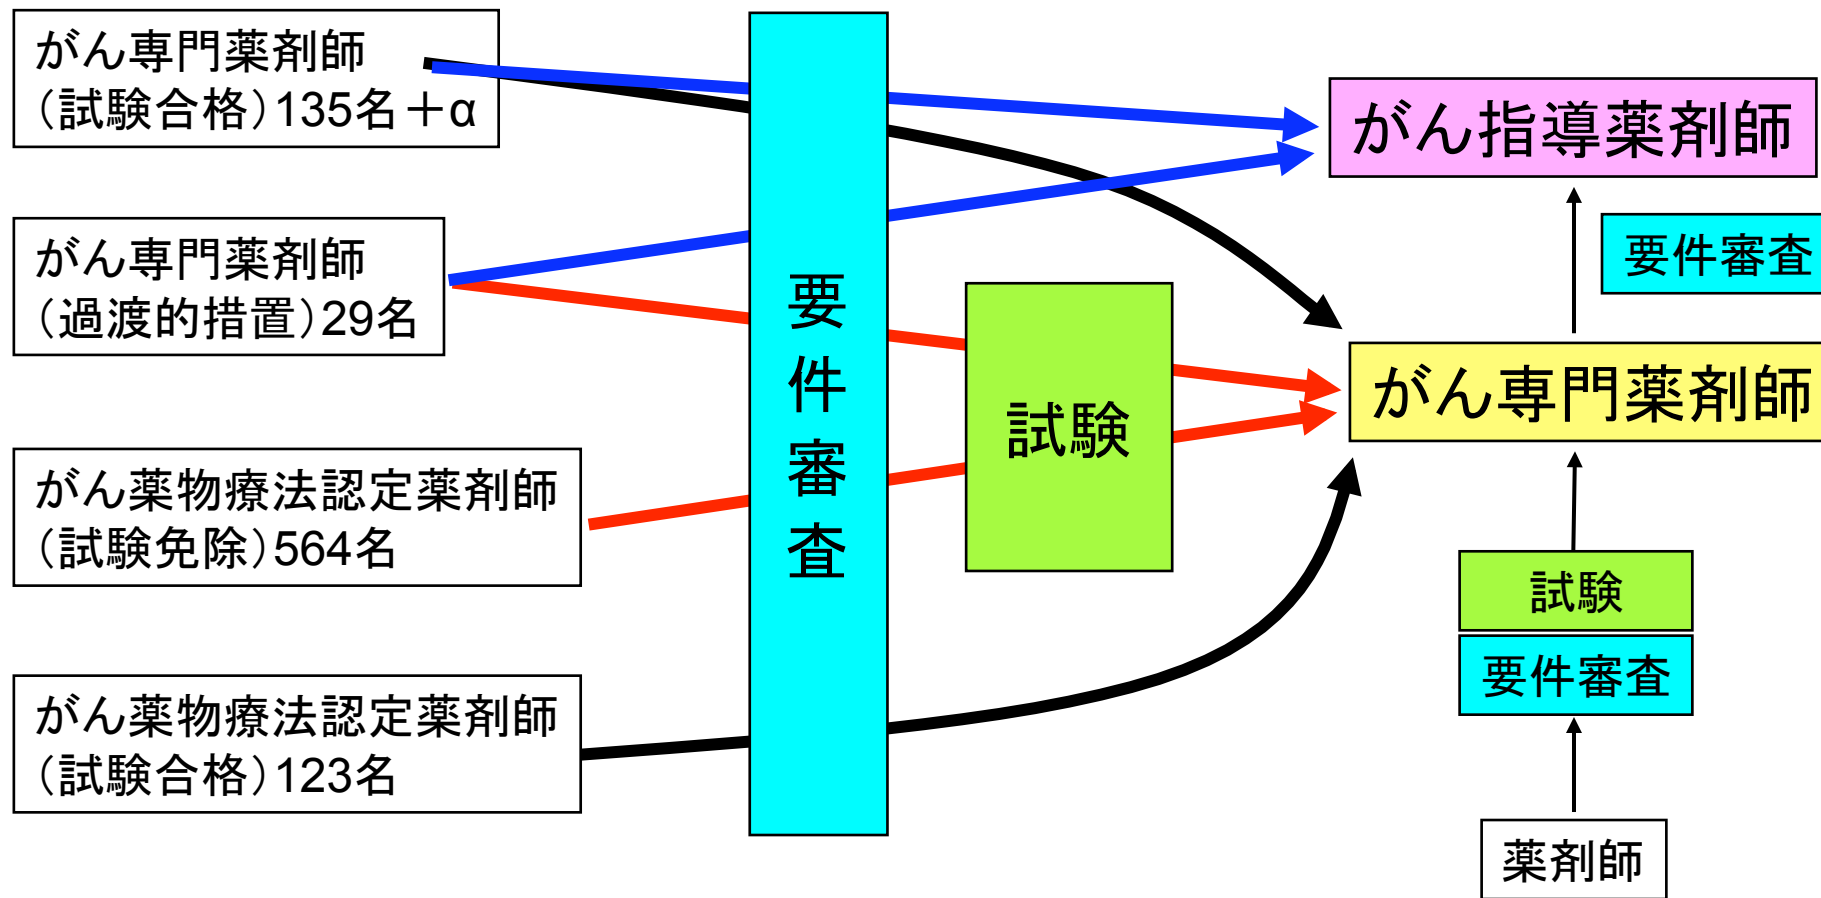 がん専門薬剤師
（試験合格）135名＋α
がん専門薬剤師
（過渡的措置）29名
がん薬物療法認定薬剤師
（試験免除）564名
がん薬物療法認定薬剤師
（試験合格）123名
要件審査
試験
がん指導薬剤師
要件審査
がん専門薬剤師
試験
要件審査
薬剤師